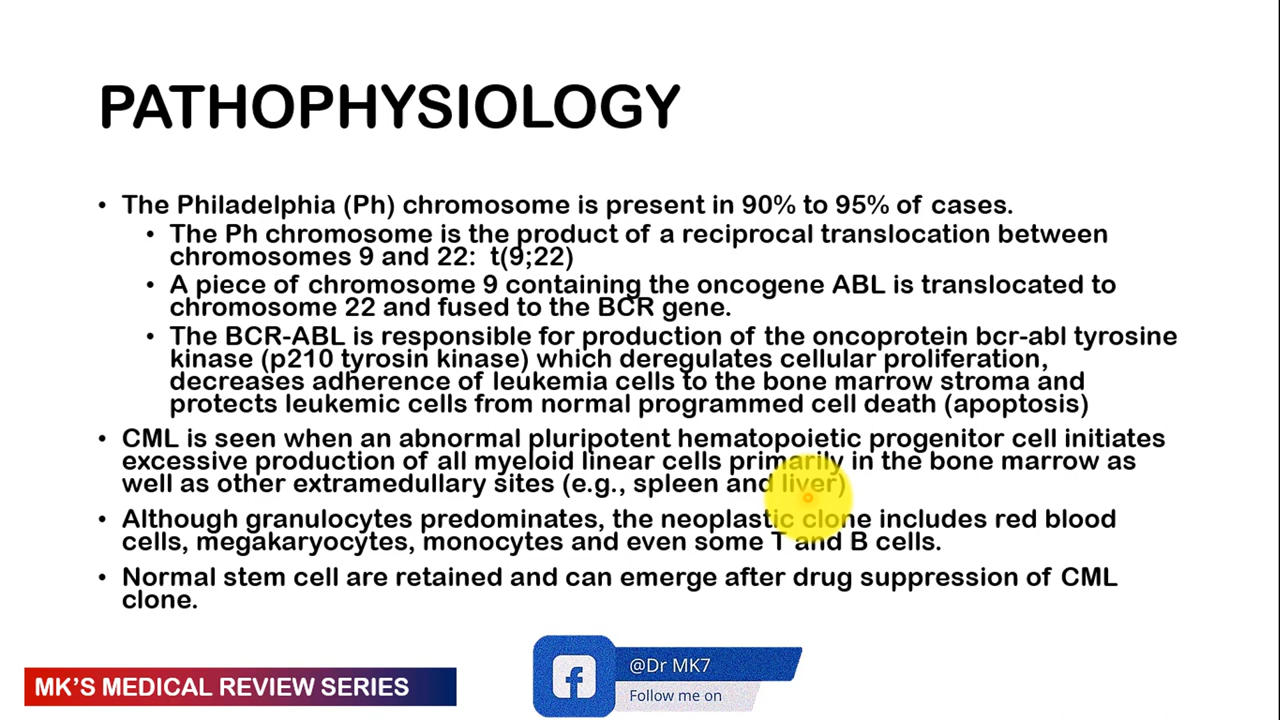 PATHOPHYSIOLOGY
• The Philadelphia (Ph) chromosome is present in 90% to 95% of cases.
• The Ph chromosome is the product of a reciprocal translocation between
chromosomes 9 and 22: t(9;22)
• A piece of chromosome 9 containing the oncogene ABL is translocated to
chromosome 22 and fused to the BCR gene.
• The BCR-ABL is responsible for production of the oncoprotein bcr-abl tyrosine
kinase (p210 tyrosin kinase) which deregulates cellular proliferation,
decreases adherence of leukemia cells to the bone marrow stroma and
protects leukemic cells from normal programmed cell death (apoptosis)
• CML is seen when an abnormal pluripotent hematopoietic progenitor cell initiates
excessive production of all myeloid linear cells primarily in the bone marrow as
well as other extramedullary sites (e.g., spleen and liver)
• Although granulocytes predominates, the neoplastic clone includes red blood
cells, megakaryocytes, monocytes and even some T and B cells.
• Normal stem cell are retained and can emerge after drug suppression of CML
clone.
MK'S MEDICAL REVIEW SERIES
@Dr MK7
Follow me on